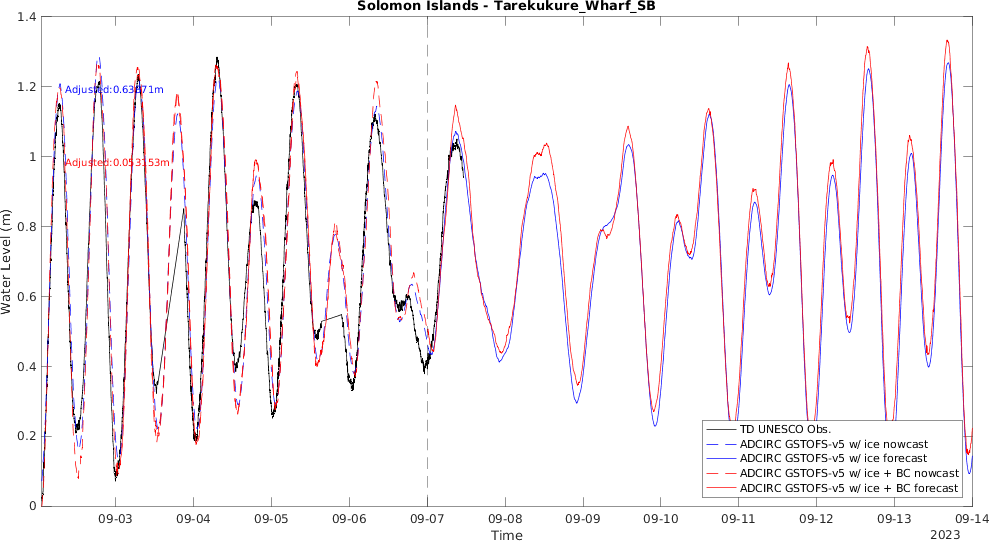 Solomon Islands - Tarekukure_Wharf_SB
1.4
1.2
1
0.8
0.6
0.4
0.2
0
Water Level (m)
Adjusted:0.053153m
TD UNESCO Obs.
ADCIRC GSTOFS-v5 w/ ice nowcast
ADCIRC GSTOFS-v5 w/ ice forecast
ADCIRC GSTOFS-v5 w/ ice + BC nowcast
ADCIRC GSTOFS-v5 w/ ice + BC forecast
09-03 09-04 09-05 09-06 09-07 09-08 09-09 09-10 09-11 09-12 09-13 09-14
Time
2023